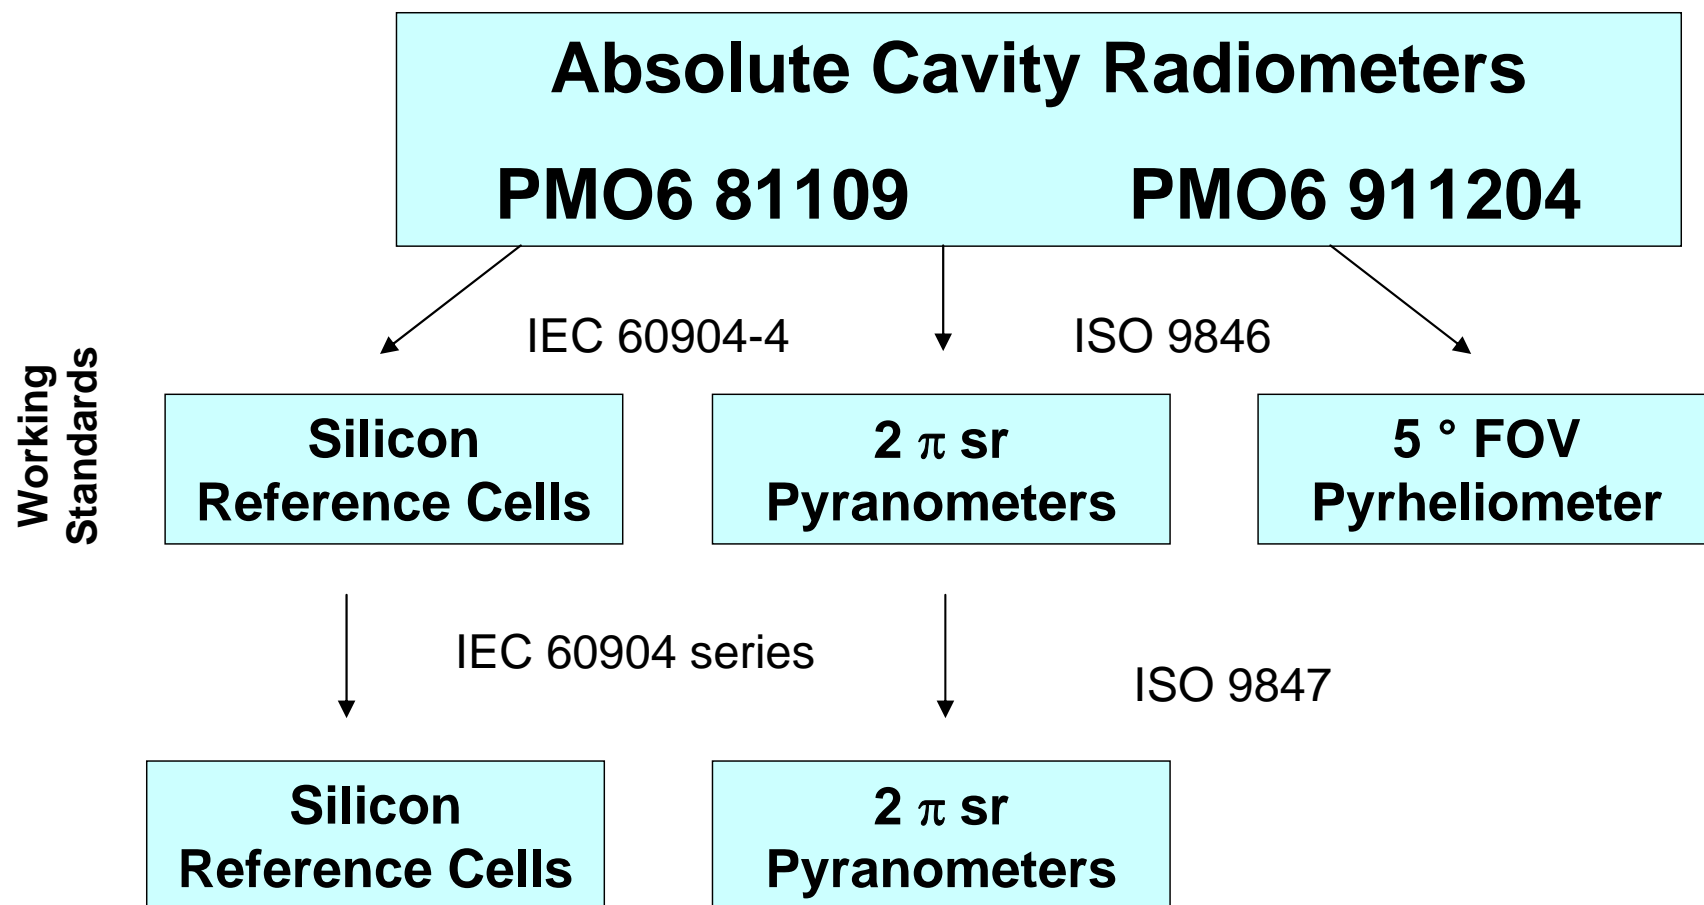 Absolute Cavity Radiometers
PMO6 81109 PMO6 911204
IEC 60904-4 ISO 9846
Working
Standards
Silicon
Reference Cells
2 π sr
Pyranometers
5 ° FOV
Pyrheliometer
IEC 60904 series
ISO 9847
Silicon
Reference Cells
2 π sr
Pyranometers